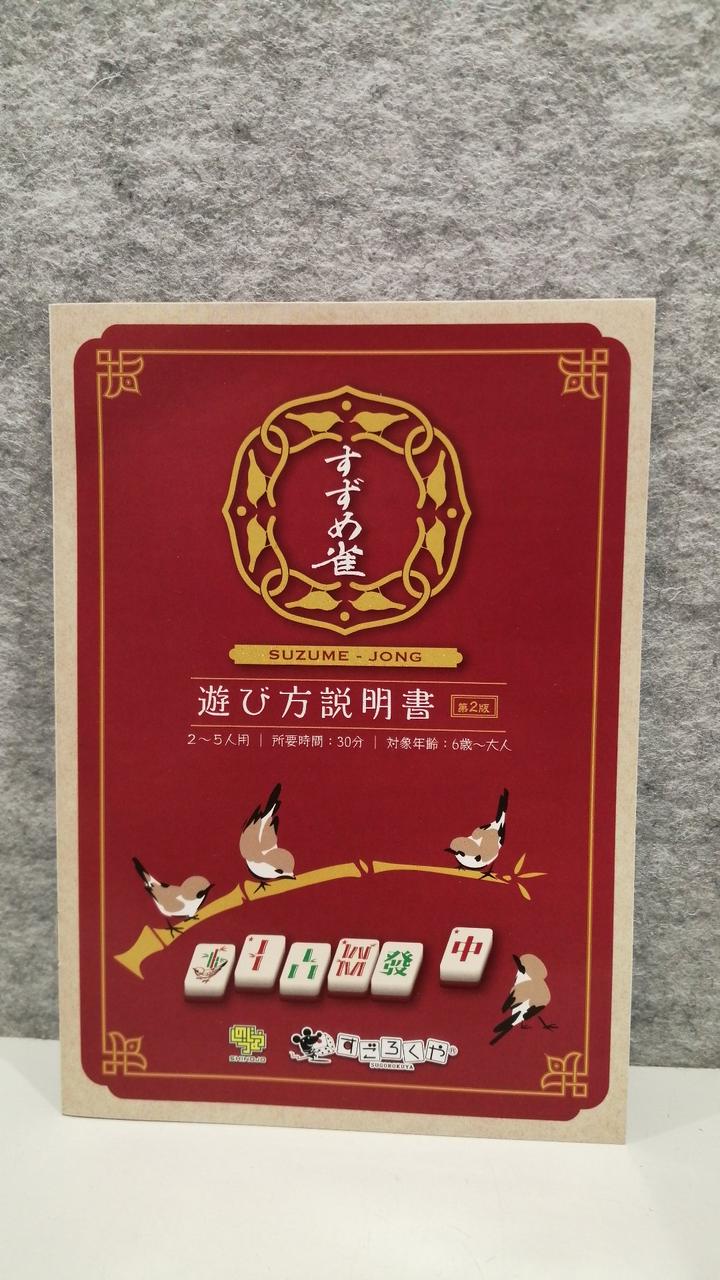 すずめ雀
SUZUME - JONG
遊び方説明書 第2版
2～5人用｜所要時間：30分｜対象年齢：6歳～大人
發
中
SHINOJO
すごろくや®
SUGOROKUYA